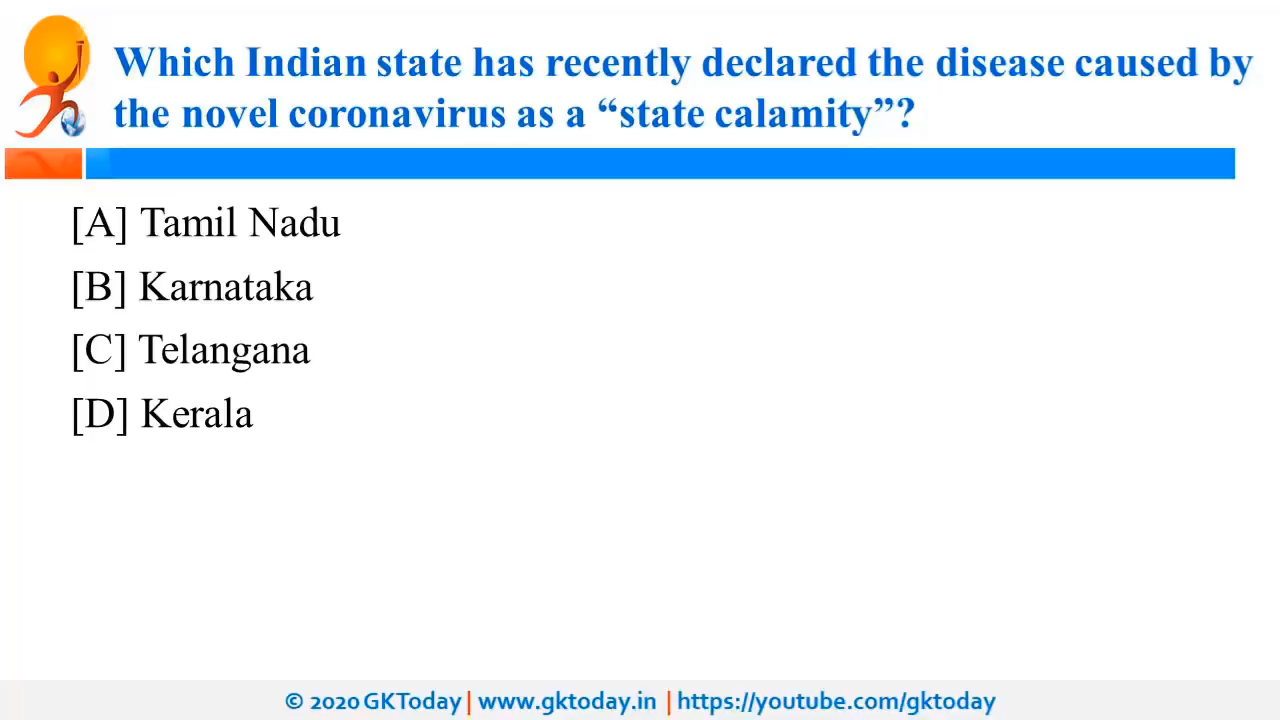 Which Indian state has recently declared the disease caused by
the novel coronavirus as a “state calamity”?
[A] Tamil Nadu
[B] Karnataka
[C] Telangana
[D] Kerala
© 2020 GKToday | www.gktoday.in | https://youtube.com/gktoday